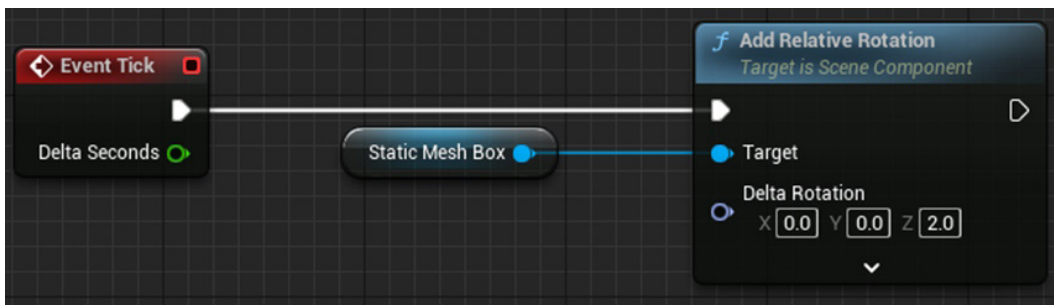 Event Tick
Delta Seconds
Static Mesh Box
f Add Relative Rotation
Target is Scene Component
Target
Delta Rotation
X 0.0 Y 0.0 Z 2.0